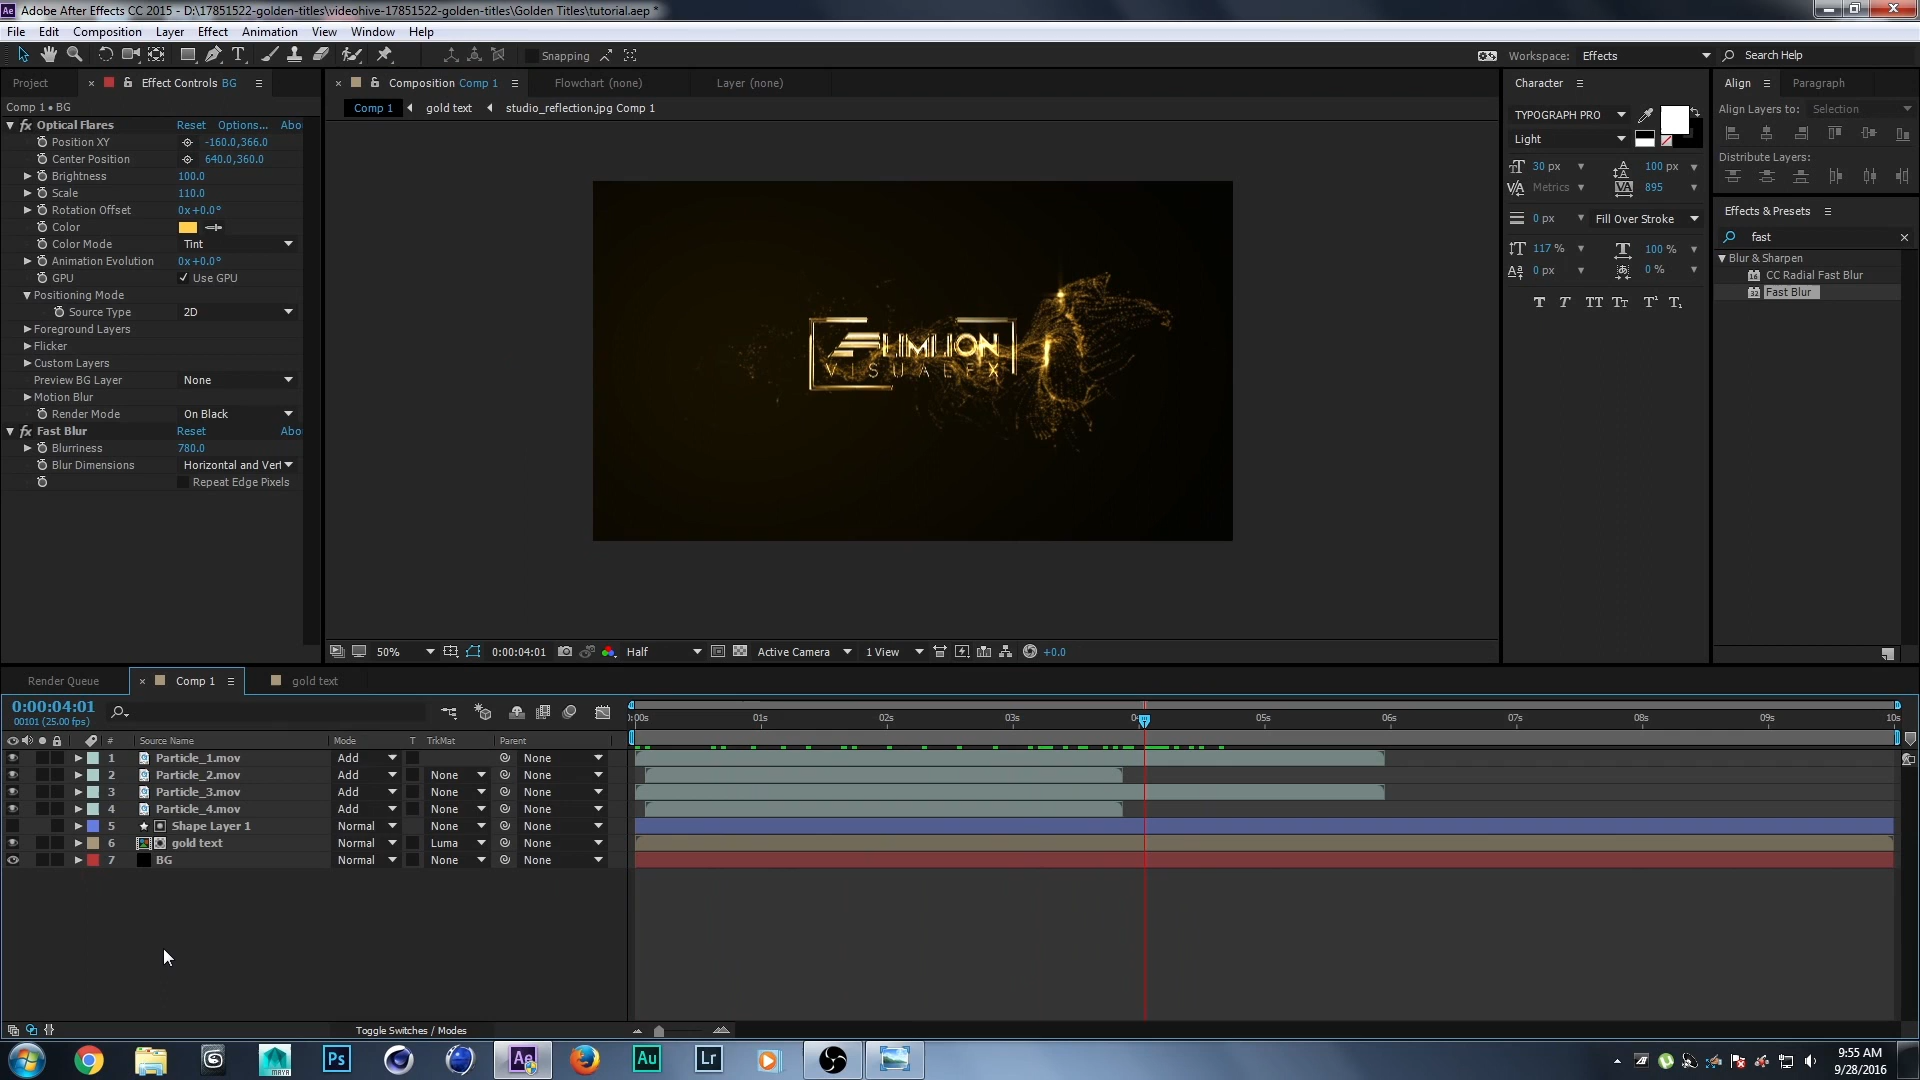 Adobe After Effects CC 2015 - D:\17851522-golden-titles\videohive-17851522-golden-titles\Golden Titles\tutorial.aep *
File Edit Composition Layer Effect Animation View Window Help
Snapping
Workspace: Effects
Search Help
Project
Effect Controls BG
Comp 1 • BG
Optical Flares Reset Options... Abo
Position XY -160.0,366.0
Center Position 640.0,360.0
Brightness 100.0
Scale 110.0
Rotation Offset 0x+0.0°
Color
Color Mode Tint
Animation Evolution 0x+0.0°
GPU Use GPU
Positioning Mode
Source Type 2D
Foreground Layers
Flicker
Custom Layers
Preview BG Layer None
Motion Blur
Render Mode On Black
Fast Blur Reset Abo
Blurriness 780.0
Blur Dimensions Horizontal and Vert
Repeat Edge Pixels
Composition Comp 1
Flowchart (none)
Layer (none)
Comp 1 gold text studio_reflection.jpg Comp 1
VISUALFX
50% 0:00:04:01 Half Active Camera 1 View +0.0
Character
TYPOGRAPH PRO
Light
30 px 100 px
Metrics 895
0 px Fill Over Stroke
117 % 100 %
0 px 0 %
T T TT Tt T¹ T₁
Align Paragraph
Align Layers to: Selection
Distribute Layers:
Effects & Presets
fast
Blur & Sharpen
CC Radial Fast Blur
Fast Blur
Render Queue Comp 1 gold text
0:00:04:01
00101 (25.00 fps)
:00s 01s 02s 03s 04s 05s 06s 07s 08s 09s 10s
# Source Name Mode T TrkMat Parent
1 Particle_1.mov Add None
2 Particle_2.mov Add None None
3 Particle_3.mov Add None None
4 Particle_4.mov Add None None
5 Shape Layer 1 Normal None None
6 gold text Normal Luma None
7 BG Normal None None
Toggle Switches / Modes
MAYA Ps Ae Au Lr
9:55 AM
9/28/2016